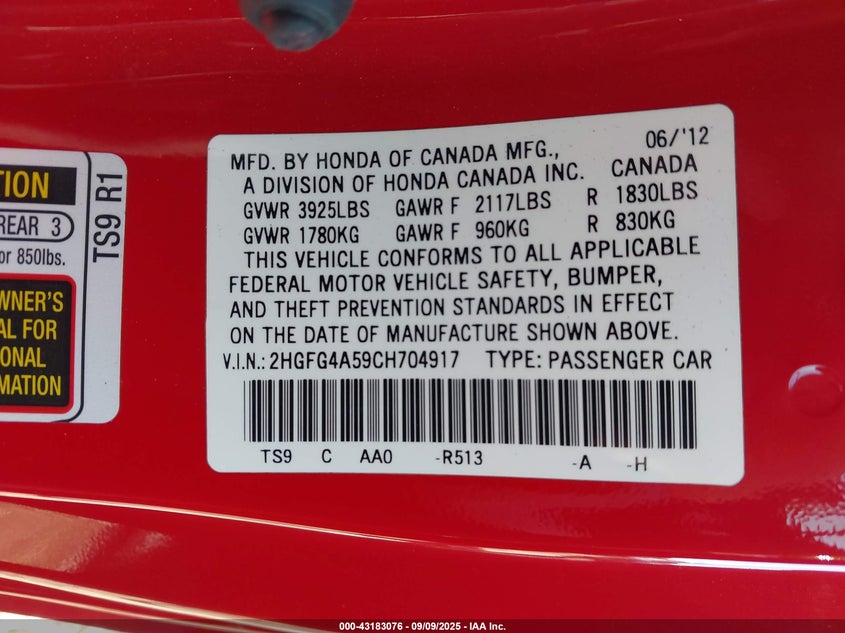 TION
REAR 3
or 850lbs.
TS9 R1
WNER'S
AL FOR
IONAL
RMATION
06/'12
MFD. BY HONDA OF CANADA MFG.,
A DIVISION OF HONDA CANADA INC. CANADA
GVWR 3925LBS GAWR F 2117LBS R 1830LBS
GVWR 1780KG GAWR F 960KG R 830KG
THIS VEHICLE CONFORMS TO ALL APPLICABLE
FEDERAL MOTOR VEHICLE SAFETY, BUMPER,
AND THEFT PREVENTION STANDARDS IN EFFECT
ON THE DATE OF MANUFACTURE SHOWN ABOVE.
V.I.N.: 2HGFG4A59CH704917 TYPE: PASSENGER CAR
TS9 C AA0 -R513 -A -H
000-43183076 - 09/09/2025 - IAA Inc.